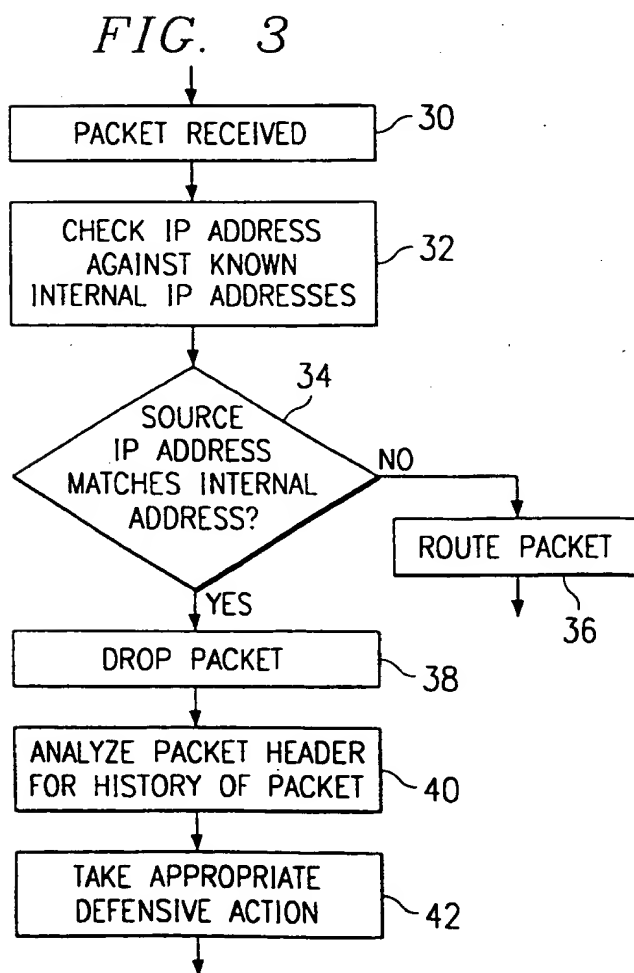 FIG. 3
PACKET RECEIVED
30
CHECK IP ADDRESS
AGAINST KNOWN
INTERNAL IP ADDRESSES
32
34
SOURCE
IP ADDRESS
MATCHES INTERNAL
ADDRESS?
NO
ROUTE PACKET
36
YES
DROP PACKET
38
ANALYZE PACKET HEADER
FOR HISTORY OF PACKET
40
TAKE APPROPRIATE
DEFENSIVE ACTION
42